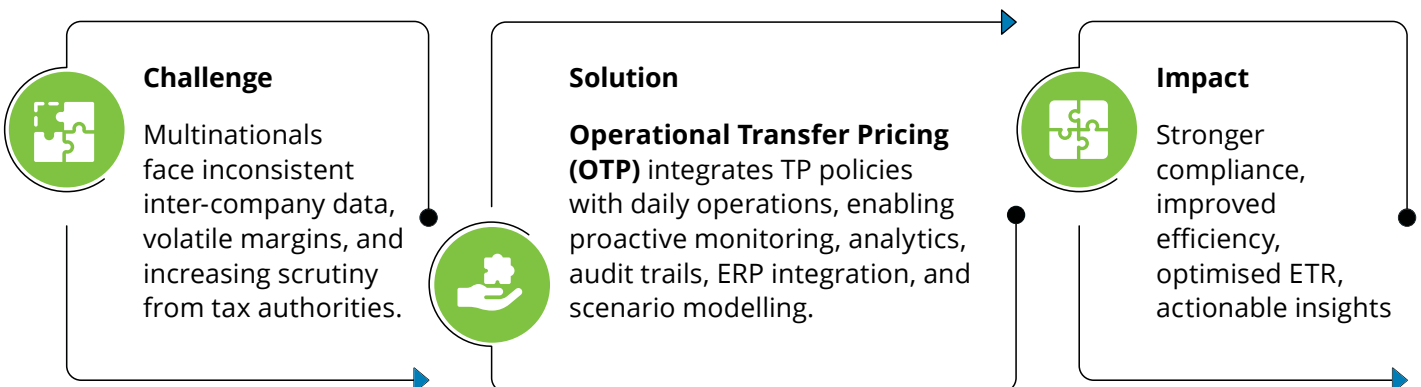 Challenge
Multinationals
face inconsistent
inter-company data,
volatile margins, and
increasing scrutiny
from tax authorities.
Solution
Operational Transfer Pricing
(OTP) integrates TP policies
with daily operations, enabling
proactive monitoring, analytics,
audit trails, ERP integration, and
scenario modelling.
Impact
Stronger
compliance,
improved
efficiency,
optimised ETR,
actionable insights